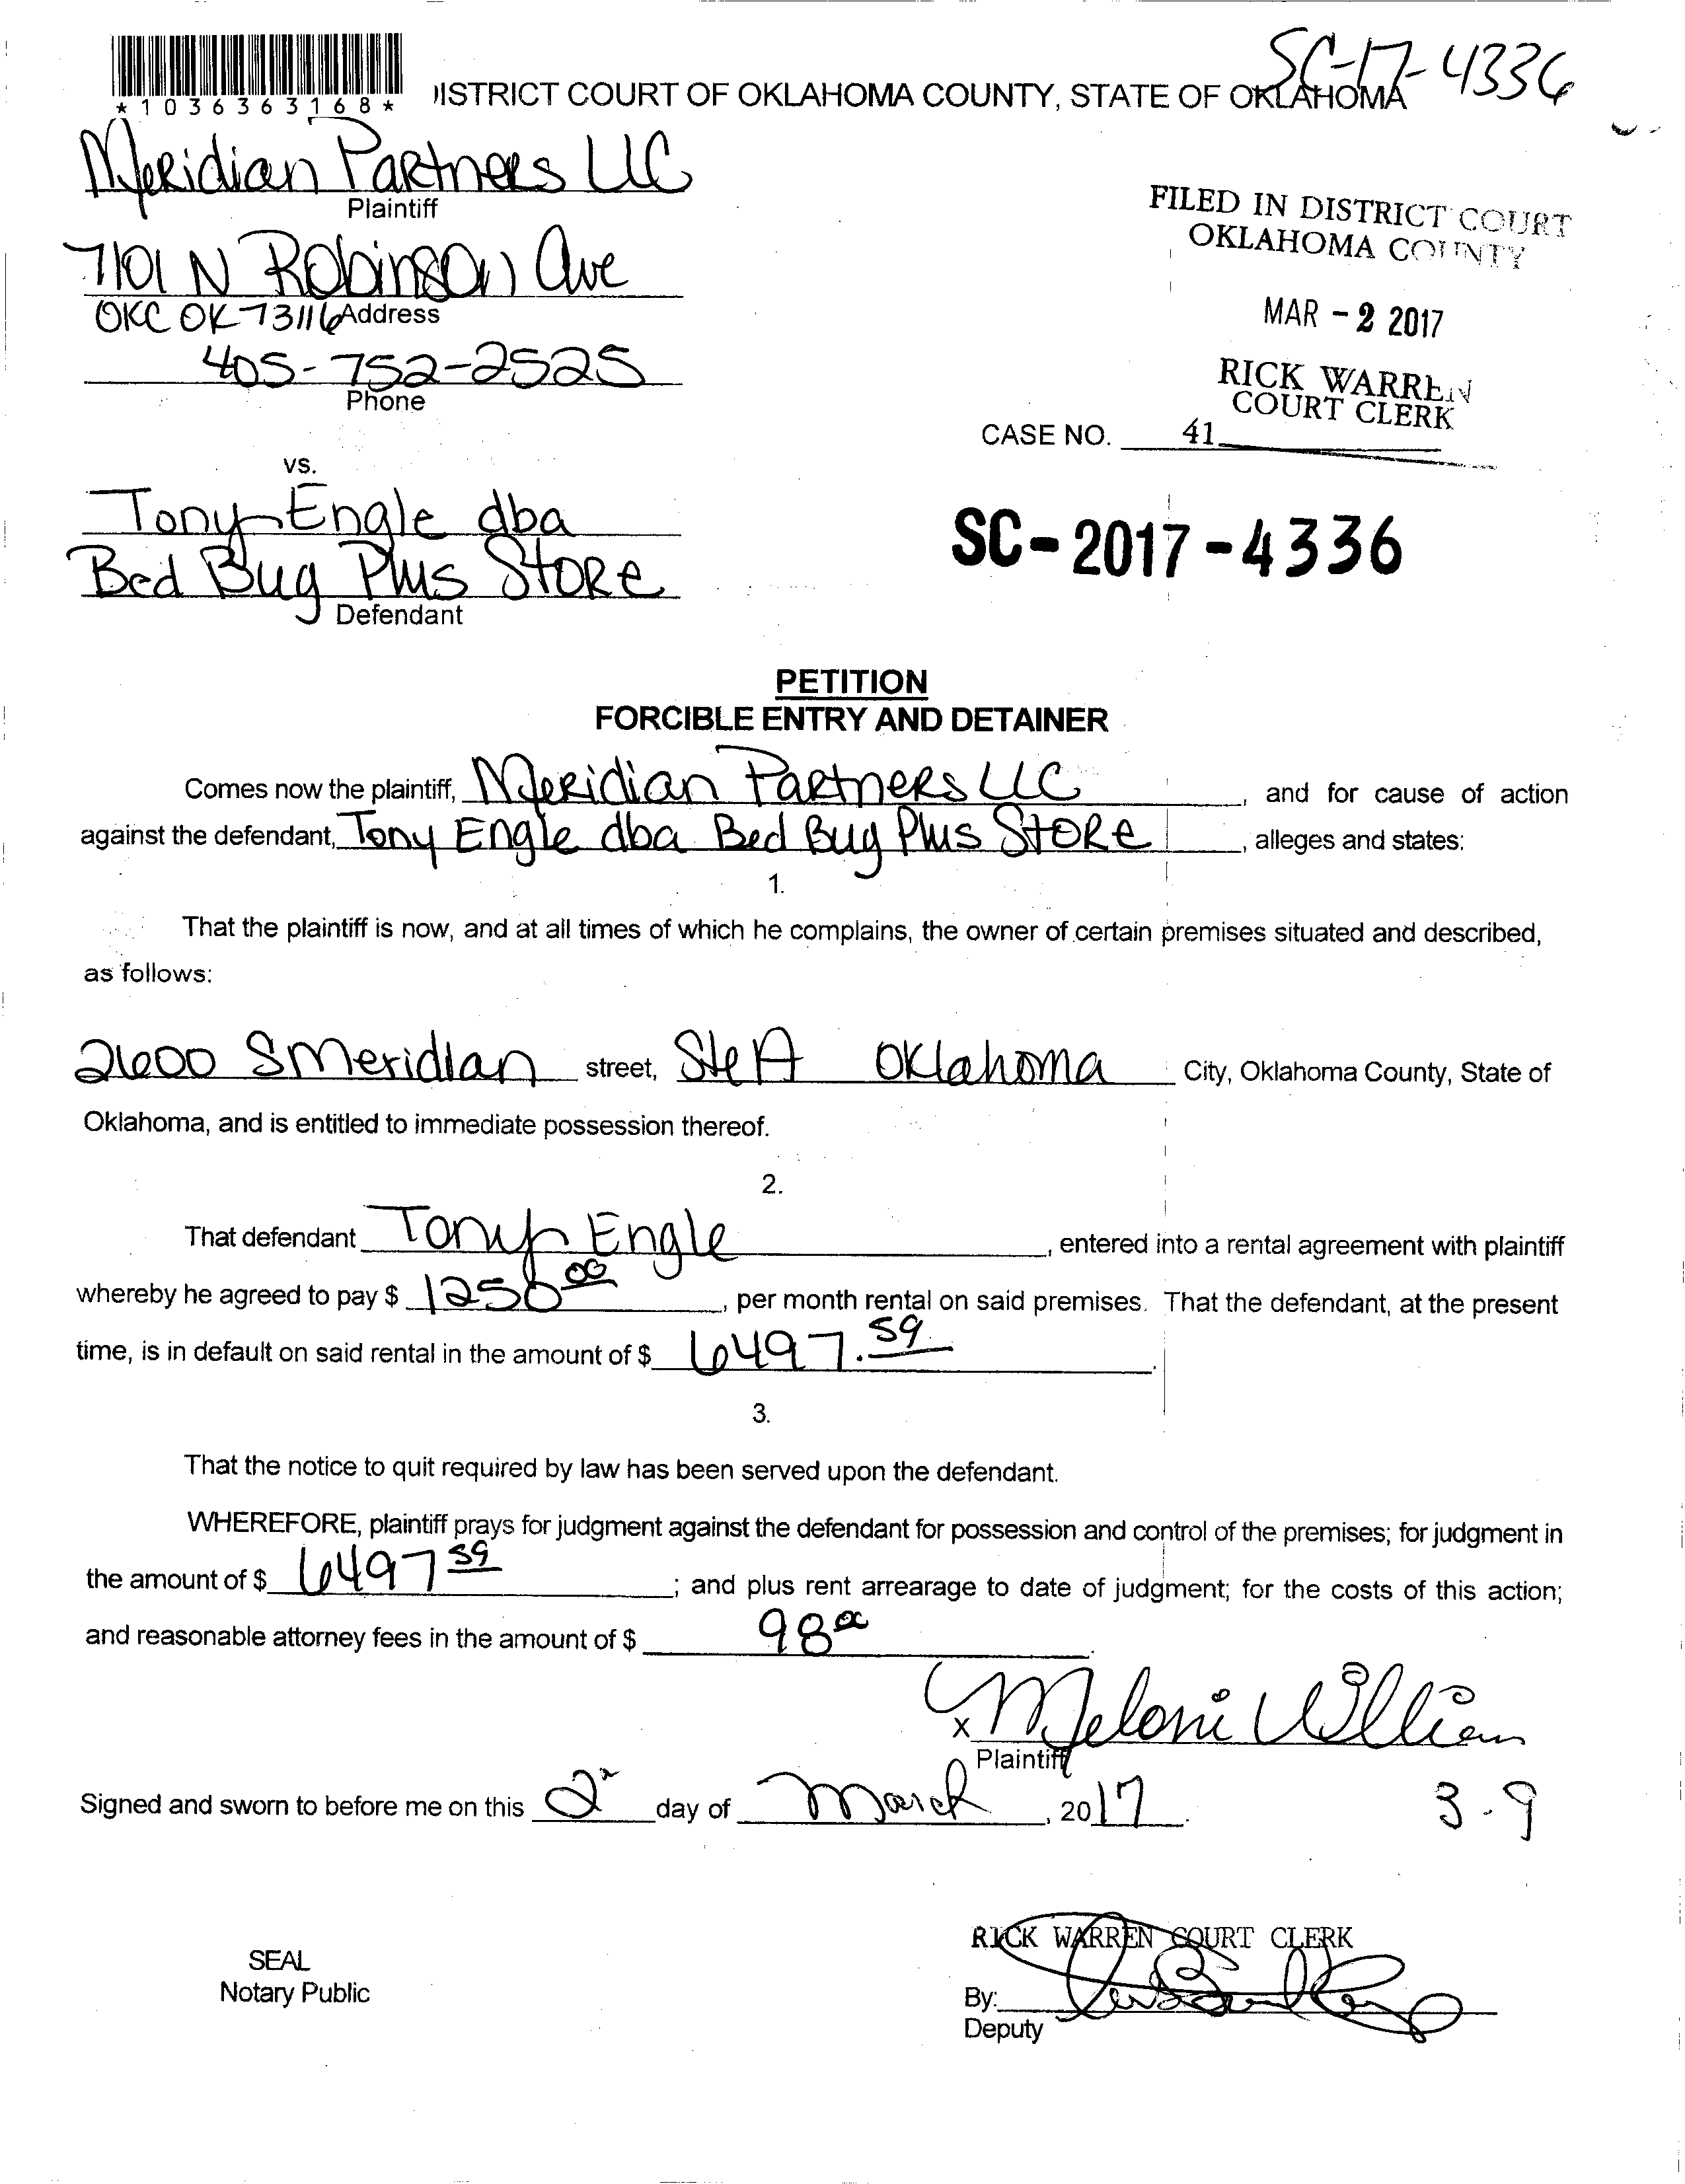 SC-17-4336
*1036363168*
ISTRICT COURT OF OKLAHOMA COUNTY, STATE OF OKLAHOMA
Meridian Partners LLC
Plaintiff
7101 N Robinson Ave
OKC OK 73116 Address
405-752-2525
Phone
FILED IN DISTRICT COURT
OKLAHOMA COUNTY
MAR - 2 2017
RICK WARREN
COURT CLERK
CASE NO. 41
vs.
Tony Engle dba
Bed Bug Plus Store
Defendant
SC-2017-4336
PETITION
FORCIBLE ENTRY AND DETAINER
Comes now the plaintiff, Meridian Partners LLC, and for cause of action
against the defendant, Tony Engle dba Bed Bug Plus Store, alleges and states:
1.
That the plaintiff is now, and at all times of which he complains, the owner of certain premises situated and described,
as follows:
2600 S Meridian street, Ste A Oklahoma City, Oklahoma County, State of
Oklahoma, and is entitled to immediate possession thereof.
2.
That defendant Tony Engle, entered into a rental agreement with plaintiff
whereby he agreed to pay $ 1250 00, per month rental on said premises. That the defendant, at the present
time, is in default on said rental in the amount of $ 6497.59.
3.
That the notice to quit required by law has been served upon the defendant.
WHEREFORE, plaintiff prays for judgment against the defendant for possession and control of the premises; for judgment in
the amount of $ 6497 59; and plus rent arrearage to date of judgment; for the costs of this action;
and reasonable attorney fees in the amount of $ 98 00.
x Meloni William
Plaintiff
Signed and sworn to before me on this 2 day of March, 2017.
3-9
SEAL
Notary Public
RICK WARREN COURT CLERK
By:
Deputy